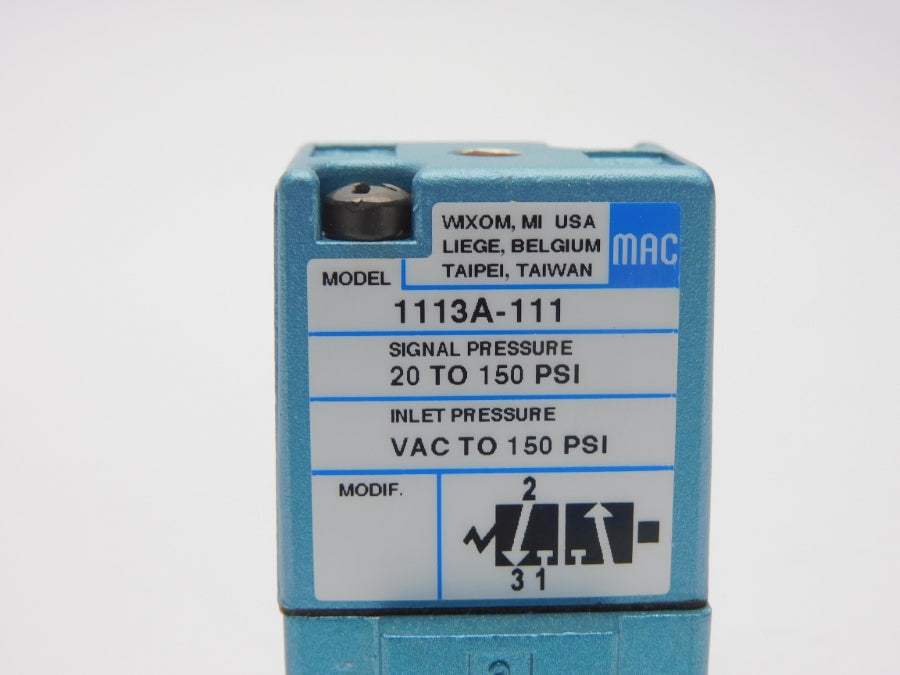 WIXOM, MI USA
LIEGE, BELGIUM
TAIPEI, TAIWAN
MAC
MODEL
1113A-111
SIGNAL PRESSURE
20 TO 150 PSI
INLET PRESSURE
VAC TO 150 PSI
MODIF.
2
3 1